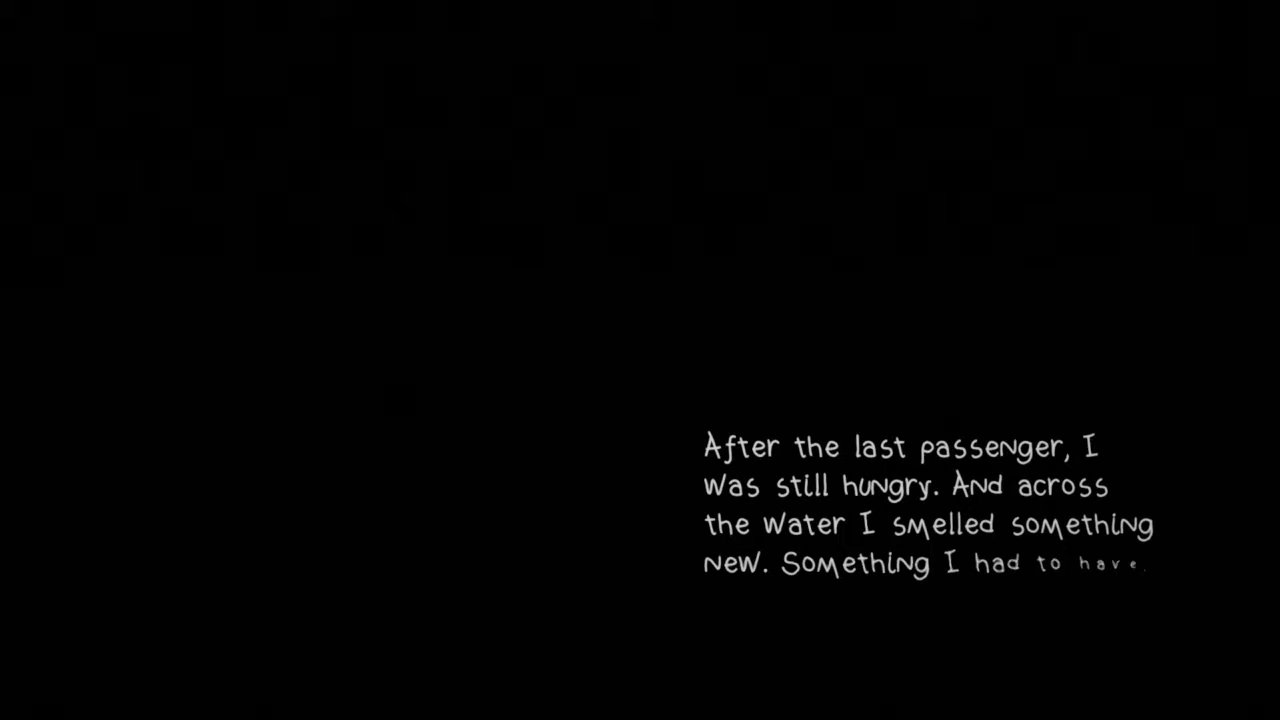 After the last passenger, I
was still hungry. And across
the water I smelled something
new. Something I had to have.